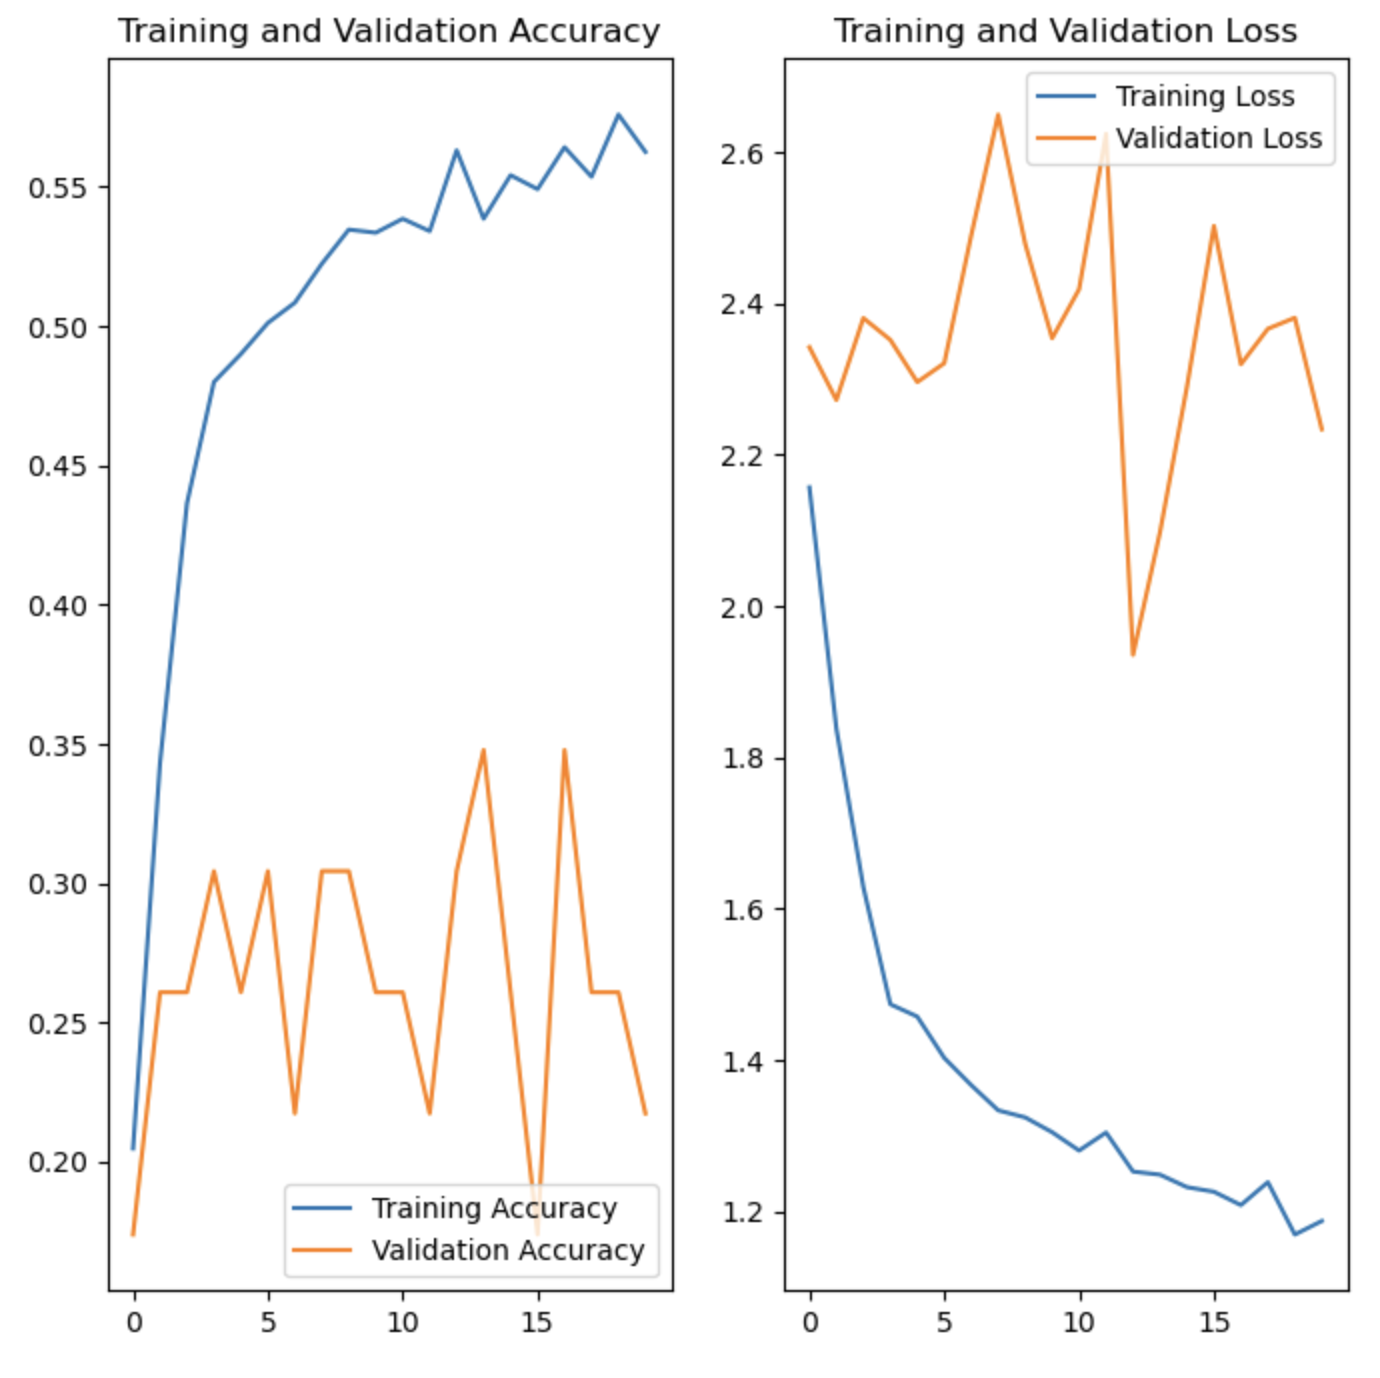 Training and Validation Accuracy
0.55
0.50
0.45
0.40
0.35
0.30
0.25
0.20
Training Accuracy
Validation Accuracy
0 5 10 15
Training and Validation Loss
Training Loss
Validation Loss
2.6
2.4
2.2
2.0
1.8
1.6
1.4
1.2
0 5 10 15